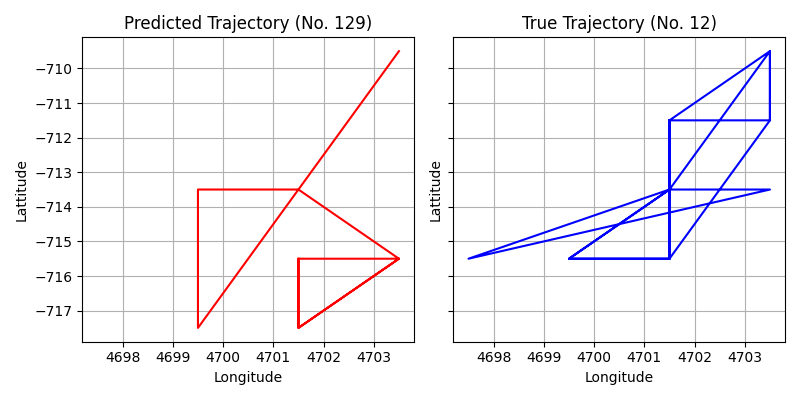 Predicted Trajectory (No. 129)
Lattitude
−710
−711
−712
−713
−714
−715
−716
−717
4698 4699 4700 4701 4702 4703
Longitude
True Trajectory (No. 12)
Lattitude
4698 4699 4700 4701 4702 4703
Longitude